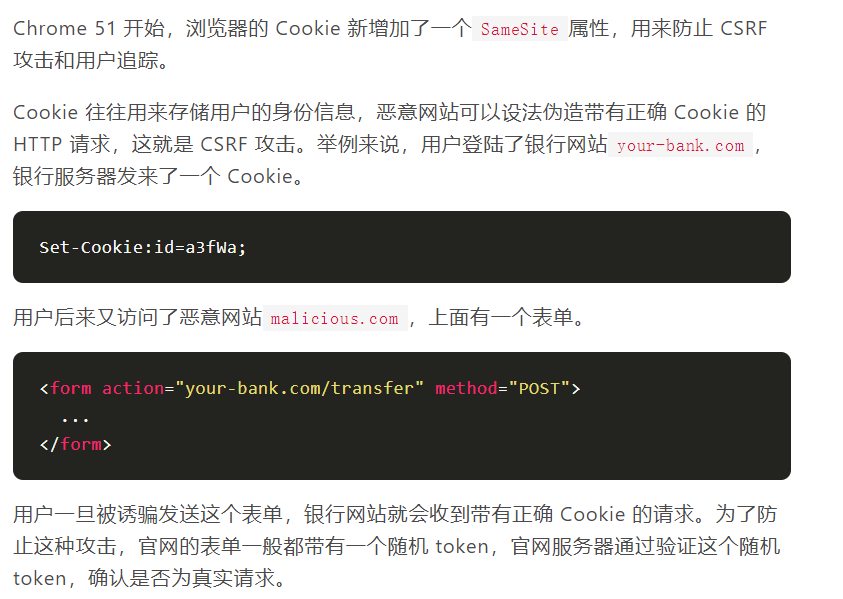 Chrome 51 开始，浏览器的 Cookie 新增加了一个 SameSite 属性，用来防止 CSRF
攻击和用户追踪。
Cookie 往往用来存储用户的身份信息，恶意网站可以设法伪造带有正确 Cookie 的
HTTP 请求，这就是 CSRF 攻击。举例来说，用户登陆了银行网站 your-bank.com，
银行服务器发来了一个 Cookie。
Set-Cookie:id=a3fWa;
用户后来又访问了恶意网站 malicious.com，上面有一个表单。
<form action="your-bank.com/transfer" method="POST">
  ...
</form>
用户一旦被诱骗发送这个表单，银行网站就会收到带有正确 Cookie 的请求。为了防
止这种攻击，官网的表单一般都带有一个随机 token，官网服务器通过验证这个随机
token，确认是否为真实请求。